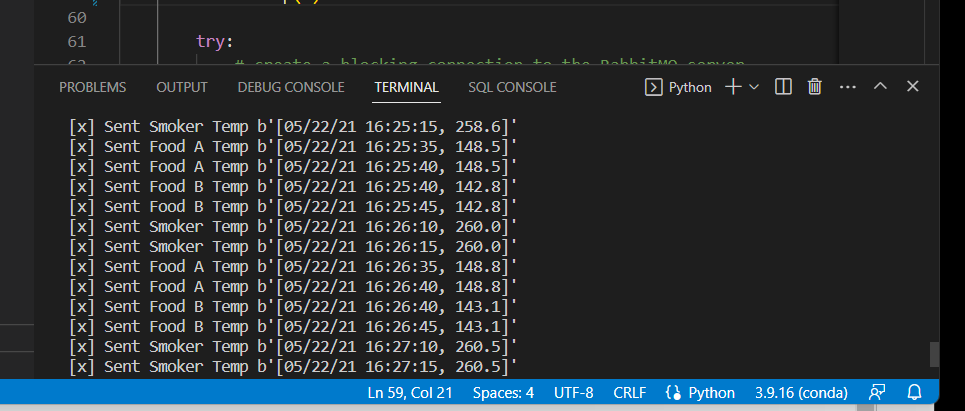 60
61 try:
62 # create a blocking connection to the RabbitMQ server
PROBLEMS OUTPUT DEBUG CONSOLE TERMINAL SQL CONSOLE Python
[x] Sent Smoker Temp b'[05/22/21 16:25:15, 258.6]'
[x] Sent Food A Temp b'[05/22/21 16:25:35, 148.5]'
[x] Sent Food A Temp b'[05/22/21 16:25:40, 148.5]'
[x] Sent Food B Temp b'[05/22/21 16:25:40, 142.8]'
[x] Sent Food B Temp b'[05/22/21 16:25:45, 142.8]'
[x] Sent Smoker Temp b'[05/22/21 16:26:10, 260.0]'
[x] Sent Smoker Temp b'[05/22/21 16:26:15, 260.0]'
[x] Sent Food A Temp b'[05/22/21 16:26:35, 148.8]'
[x] Sent Food A Temp b'[05/22/21 16:26:40, 148.8]'
[x] Sent Food B Temp b'[05/22/21 16:26:40, 143.1]'
[x] Sent Food B Temp b'[05/22/21 16:26:45, 143.1]'
[x] Sent Smoker Temp b'[05/22/21 16:27:10, 260.5]'
[x] Sent Smoker Temp b'[05/22/21 16:27:15, 260.5]'
Ln 59, Col 21 Spaces: 4 UTF-8 CRLF Python 3.9.16 (conda)